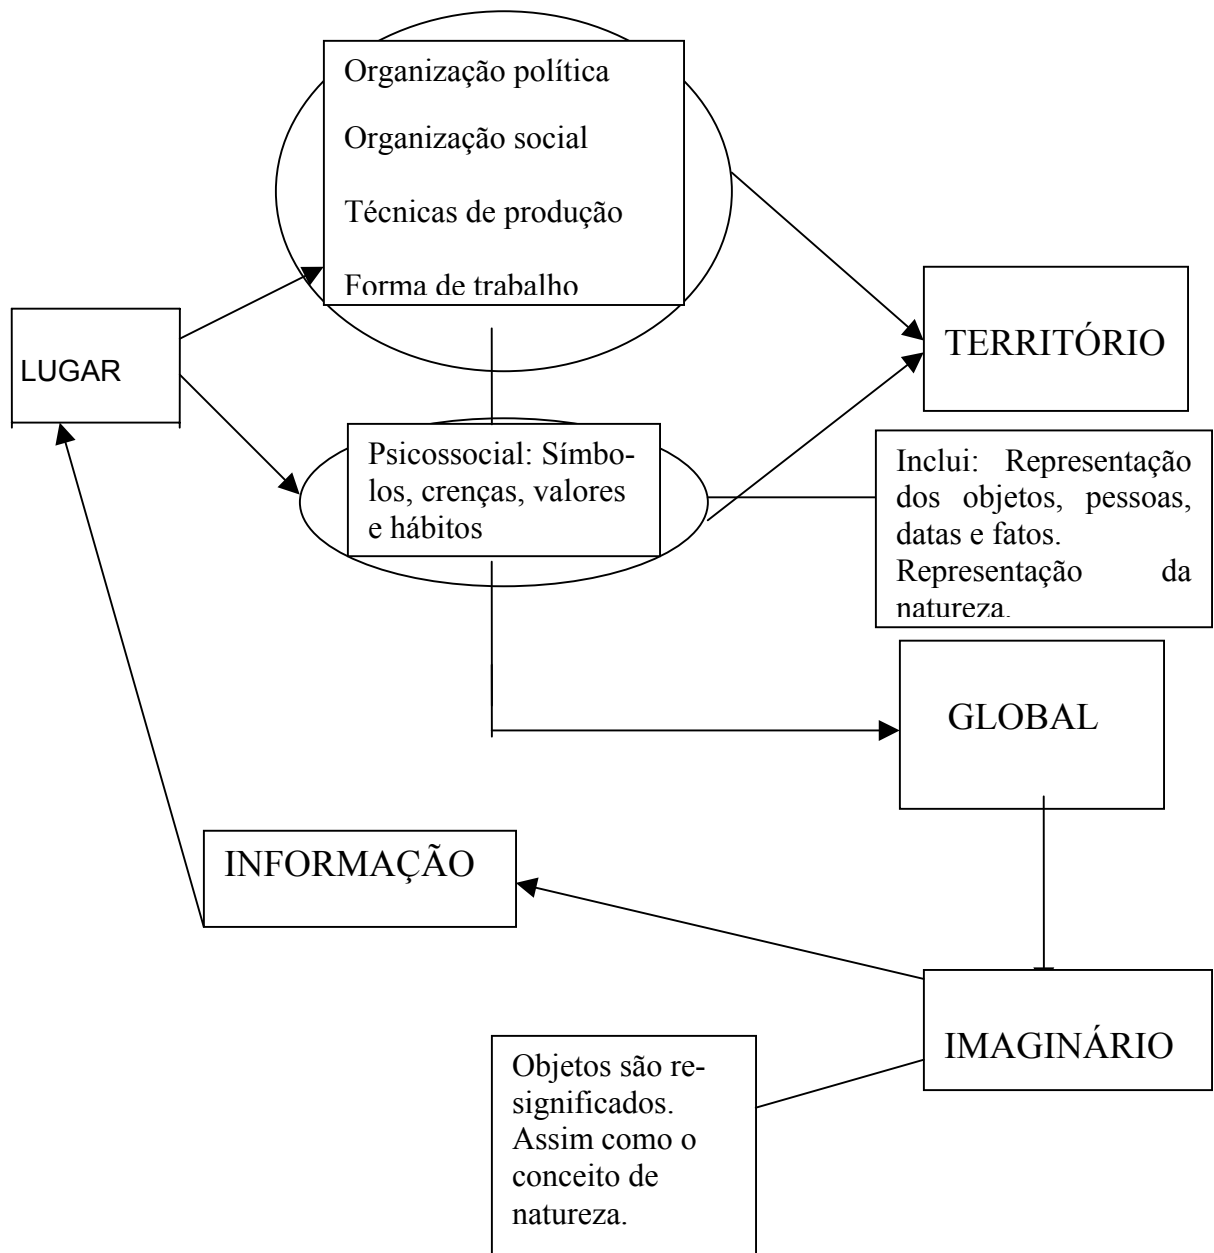 Organização política
Organização social
Técnicas de produção
Forma de trabalho
LUGAR
TERRITÓRIO
Psicossocial: Símbo-
los, crenças, valores
e hábitos
Inclui: Representação
dos objetos, pessoas,
datas e fatos.
Representação da
natureza.
GLOBAL
INFORMAÇÃO
IMAGINÁRIO
Objetos são re-
significados.
Assim como o
conceito de
natureza.